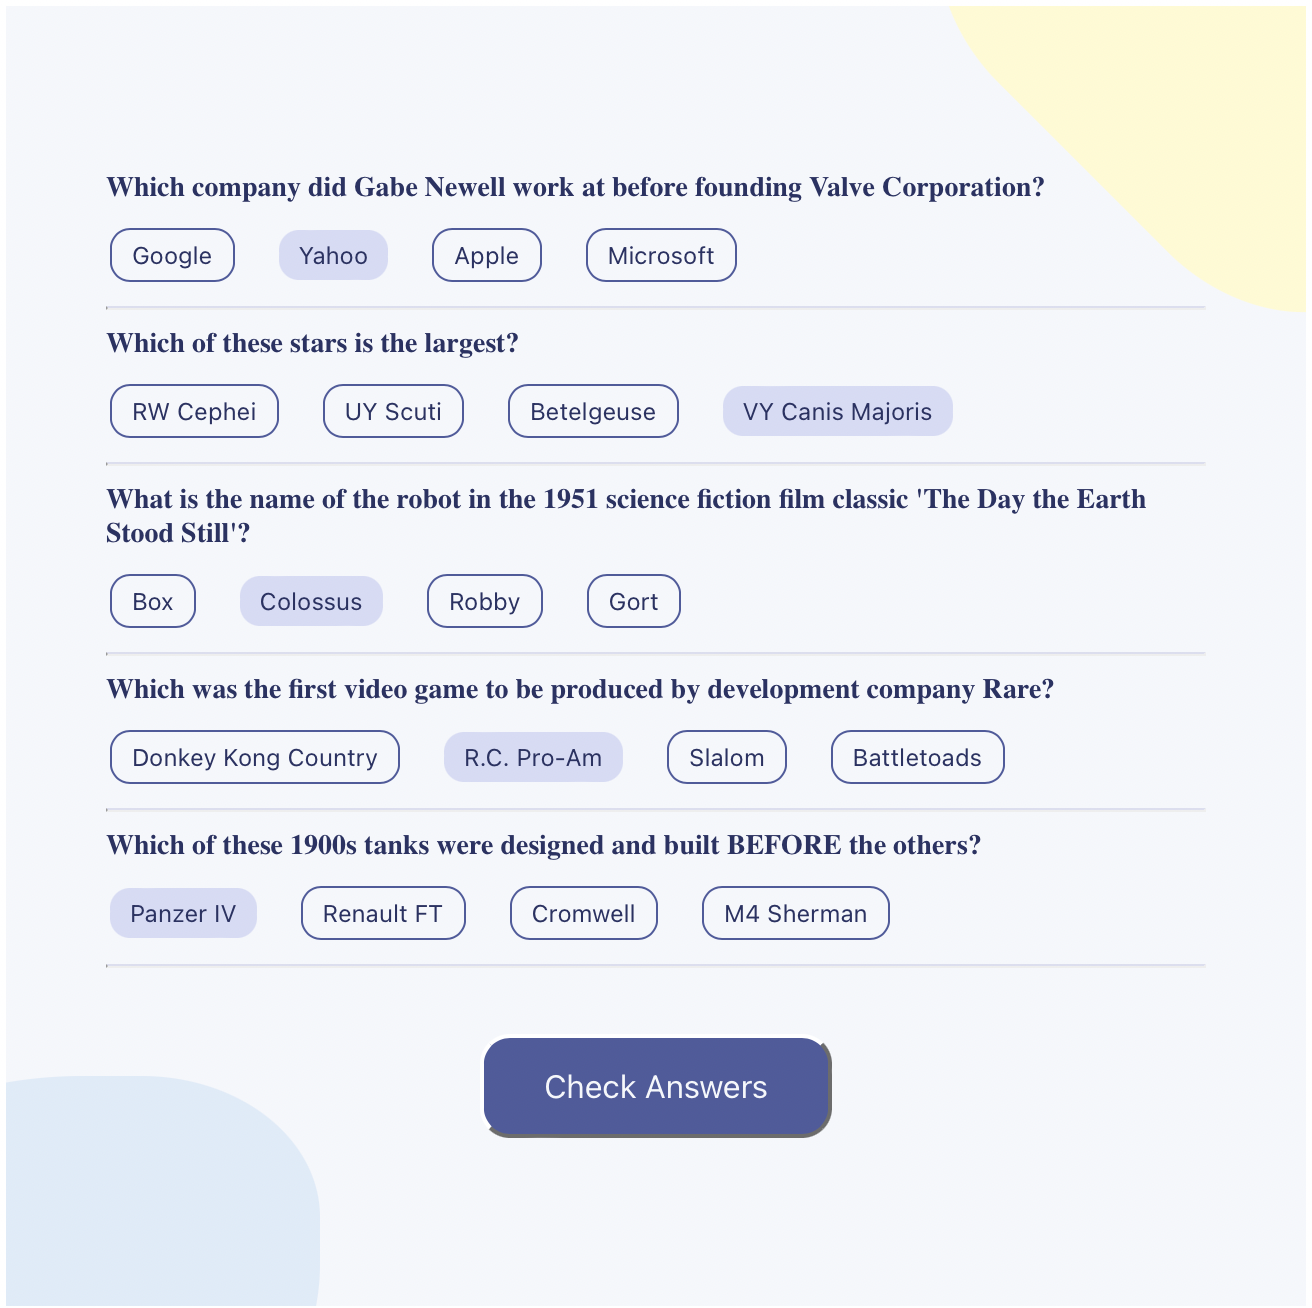 Which company did Gabe Newell work at before founding Valve Corporation?
Google Yahoo Apple Microsoft
Which of these stars is the largest?
RW Cephei UY Scuti Betelgeuse VY Canis Majoris
What is the name of the robot in the 1951 science fiction film classic 'The Day the Earth
Stood Still'?
Box Colossus Robby Gort
Which was the first video game to be produced by development company Rare?
Donkey Kong Country R.C. Pro-Am Slalom Battletoads
Which of these 1900s tanks were designed and built BEFORE the others?
Panzer IV Renault FT Cromwell M4 Sherman
Check Answers